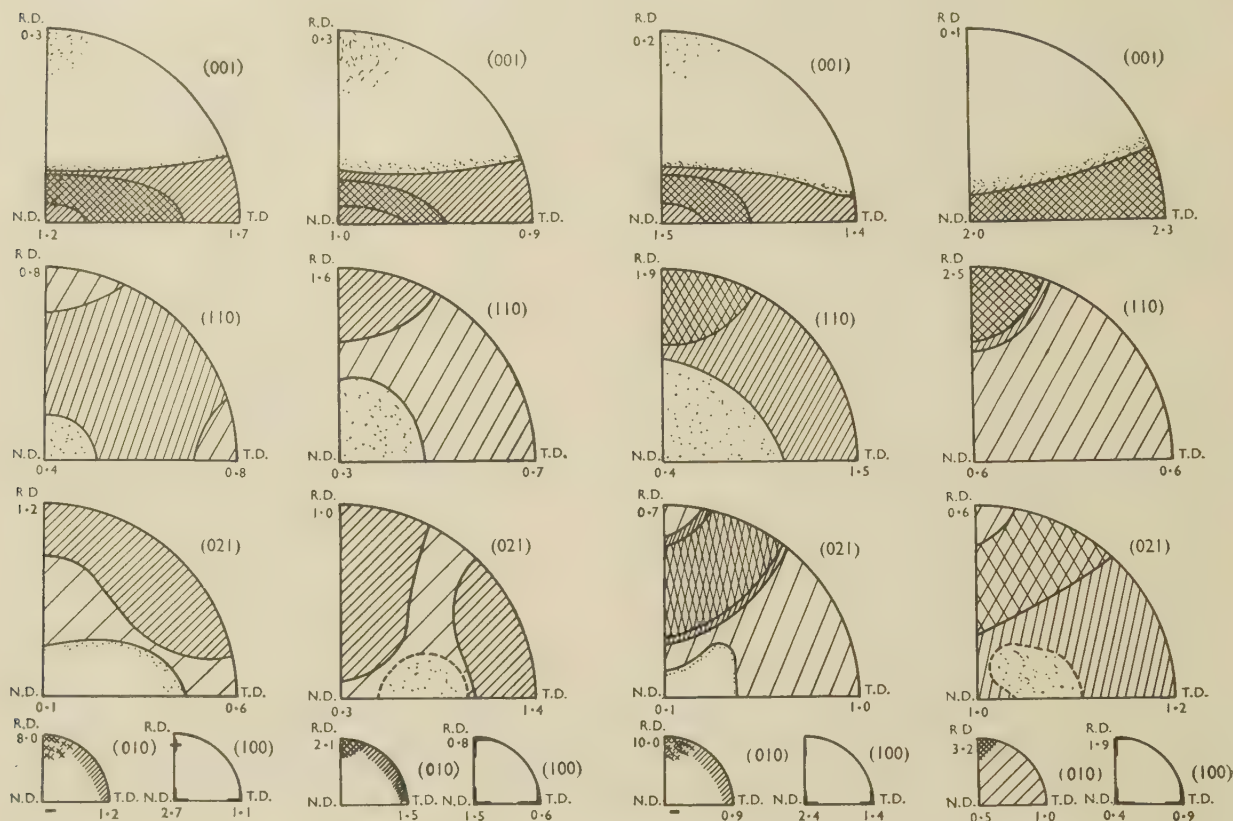 R.D. R.D. R.D. R.D
0·3 0·3 0·2 0·1
(001) (001) (001) (001)
N.D. T.D N.D. T.D. N.D. T.D. N.D. T.D.
1·2 1·7 1·0 0·9 1·5 1·4 2·0 2·3
R.D. R.D. R.D. R.D
0·8 1·6 1·9 2·5
(110) (110) (110) (110)
N.D. T.D. N.D. T.D. N.D. T.D. N.D. T.D.
0·4 0·8 0·3 0·7 0·4 1·5 0·6 0·6
R D R.D. R.D. R.D.
1·2 1·0 0·7 0·6
(021) (021) (021) (021)
N.D. T.D. N.D. T.D. N.D. T.D. N.D. T.D.
0·1 0·6 0·3 1·4 0·1 1·0 1·0 1·2
R.D. R.D. R.D. R.D. R.D. R.D. R D R.D.
8·0 + 2·1 0·8 10·0 3·2 1·9
(010) (100) (010) (100) (010) (100) (010) (100)
N.D. T.D. N.D. T.D. N.D. T.D. N.D. T.D. N.D. T.D. N.D. T.D. N.D. T.D. N.D. T.D.
– 1·2 2·7 1·1 1·5 1·5 0·6 – 0·9 2·4 1·4 0·5 1·0 0·4 0·9